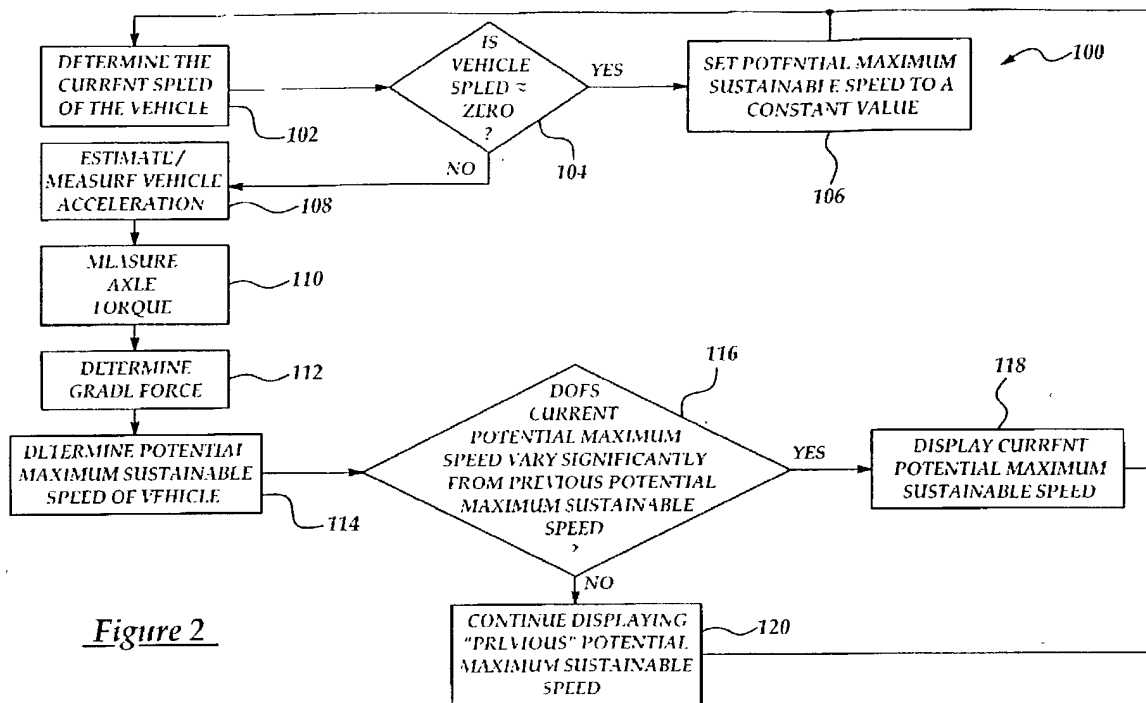 DETERMINE THE
CURRENT SPEED
OF THE VEHICLE
102
IS
VEHICLE
SPEED ≈
ZERO
?
104
YES
NO
SET POTENTIAL MAXIMUM
SUSTAINABLE SPEED TO A
CONSTANT VALUE
106
100
ESTIMATE/
MEASURE VEHICLE
ACCELERATION
108
MEASURE
AXLE
TORQUE
110
DETERMINE
GRADE FORCE
112
DETERMINE POTENTIAL
MAXIMUM SUSTAINABLE
SPEED OF VEHICLE
114
DOES
CURRENT
POTENTIAL MAXIMUM
SPEED VARY SIGNIFICANTLY
FROM PREVIOUS POTENTIAL
MAXIMUM SUSTAINABLE
SPEED
?
116
YES
NO
DISPLAY CURRENT
POTENTIAL MAXIMUM
SUSTAINABLE SPEED
118
CONTINUE DISPLAYING
"PREVIOUS" POTENTIAL
MAXIMUM SUSTAINABLE
SPEED
120
Figure 2